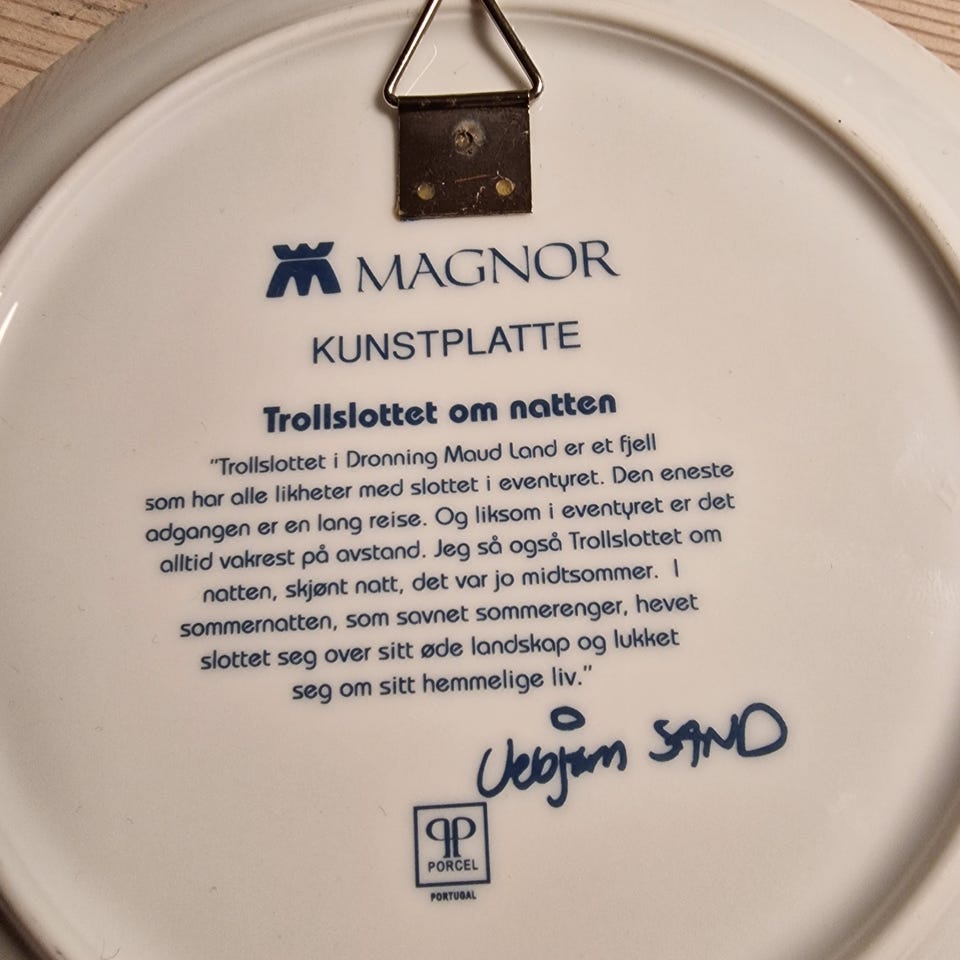 MAGNOR
KUNSTPLATTE
Trollslottet om natten
"Trollslottet i Dronning Maud Land er et fjell
som har alle likheter med slottet i eventyret. Den eneste
adgangen er en lang reise. Og liksom i eventyret er det
alltid vakrest på avstand. Jeg så også Trollslottet om
natten, skjønt natt, det var jo midtsommer. I
sommernatten, som savnet sommerenger, hevet
slottet seg over sitt øde landskap og lukket
seg om sitt hemmelige liv."
Vebjørn SAND
PP
PORCEL
PORTUGAL